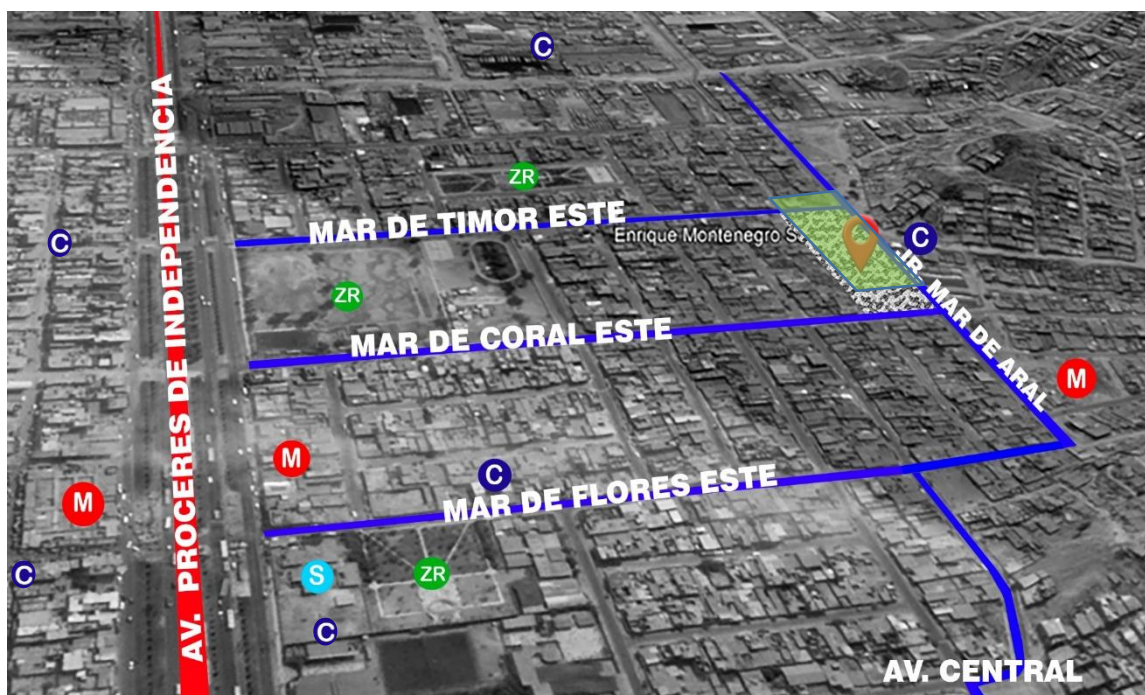 C
AV. PROCERES DE INDEPENDENCIA
C
ZR
MAR DE TIMOR ESTE
Enrique Montenegro S
C
JR. MAR DE ARAL
ZR
MAR DE CORAL ESTE
M
M
C
M
MAR DE FLORES ESTE
C
S
ZR
C
AV. CENTRAL